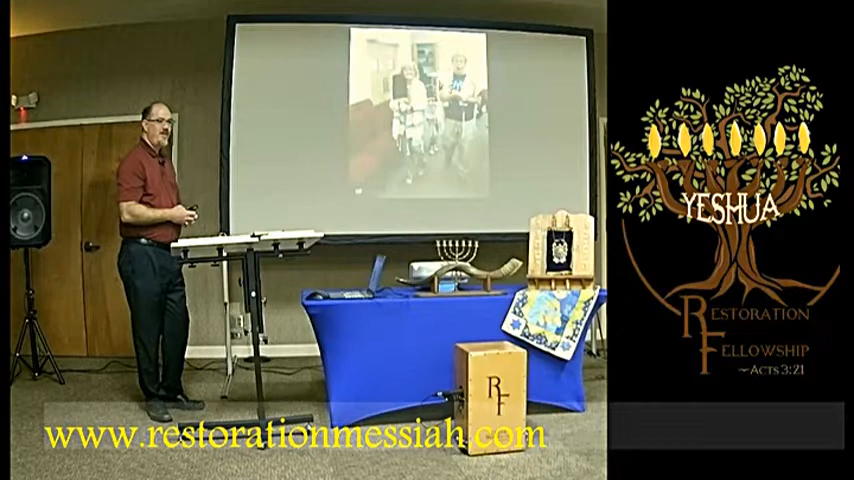 YESHUA
RESTORATION
FELLOWSHIP
~ACTS 3:21
RF
www.restorationmessiah.com